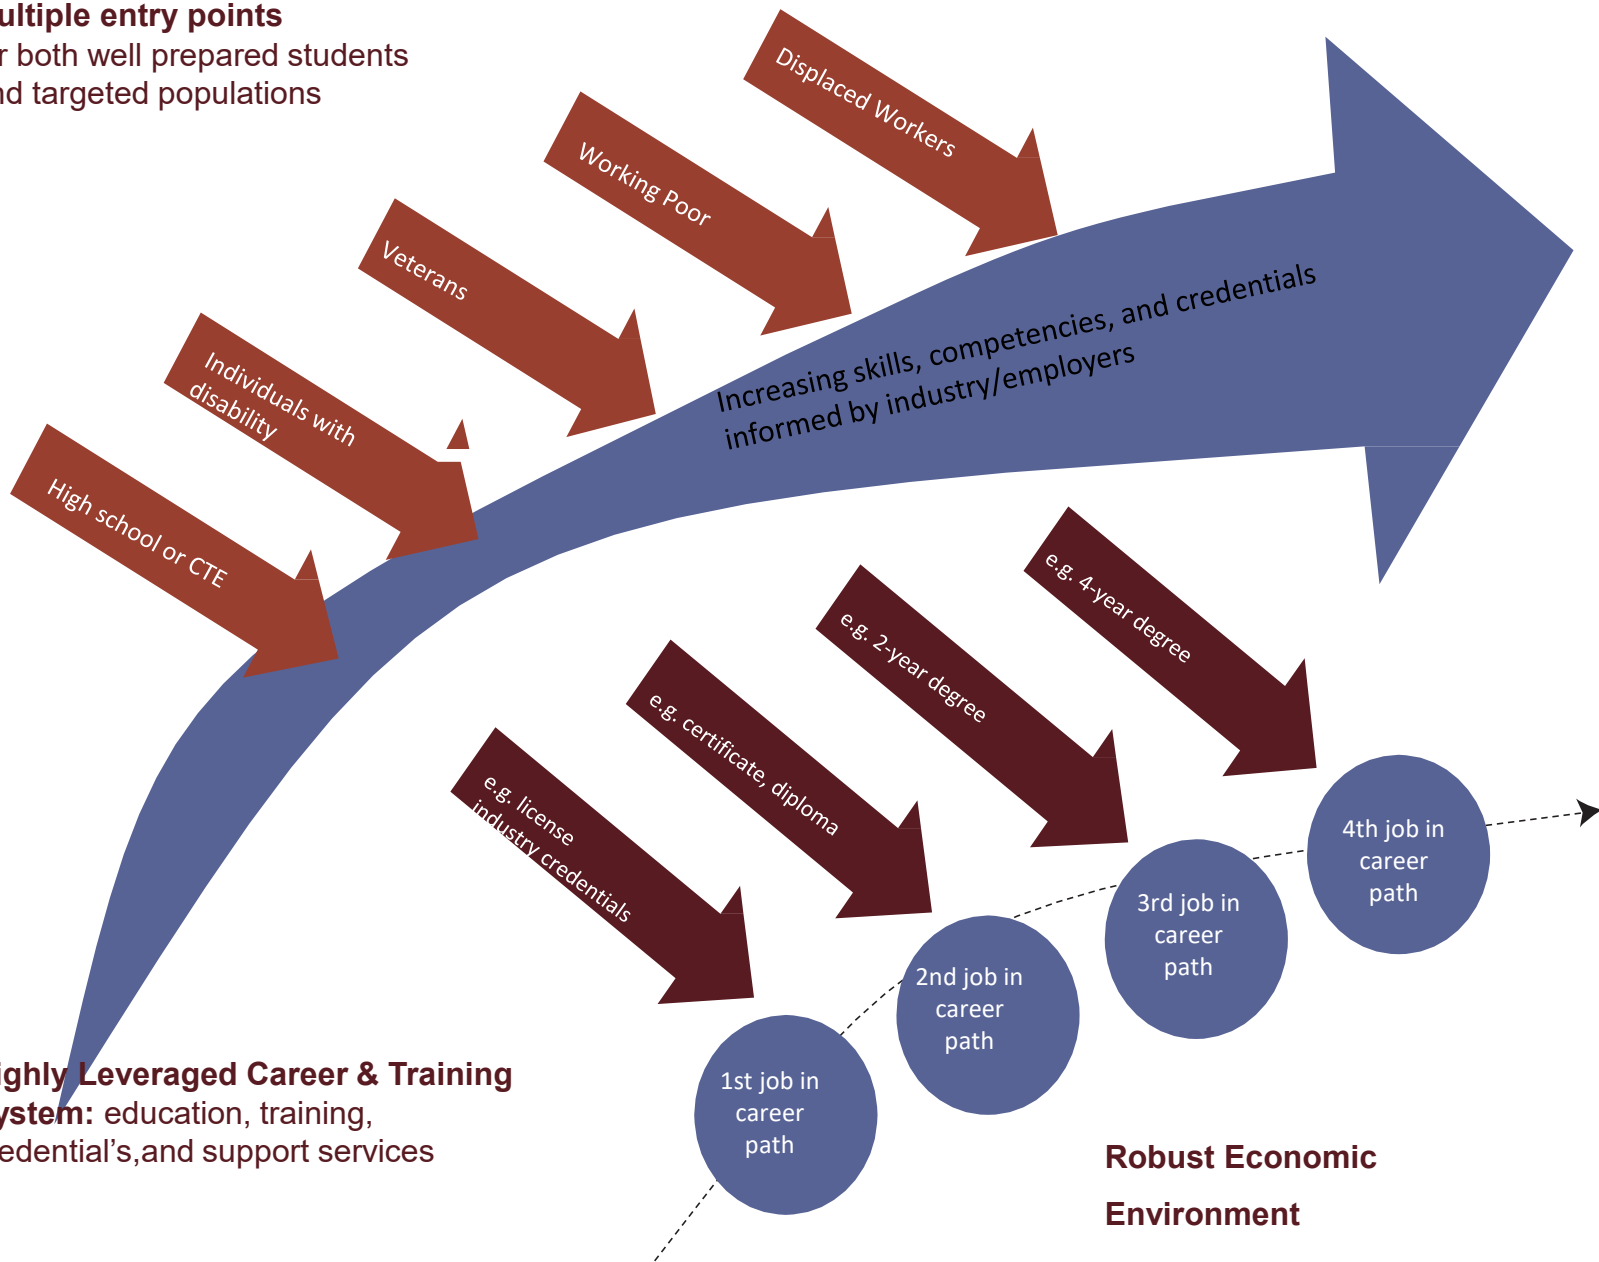 ultiple entry points
r both well prepared students
nd targeted populations
Displaced Workers
Working Poor
Veterans
Individuals with
disability
High school or CTE
Increasing skills, competencies, and credentials
informed by industry/employers
e.g. 4-year degree
e.g. 2-year degree
e.g. certificate, diploma
e.g. license
industry credentials
4th job in
career
path
3rd job in
career
path
2nd job in
career
path
1st job in
career
path
ighly Leveraged Career & Training
ystem: education, training,
edential’s,and support services
Robust Economic
Environment